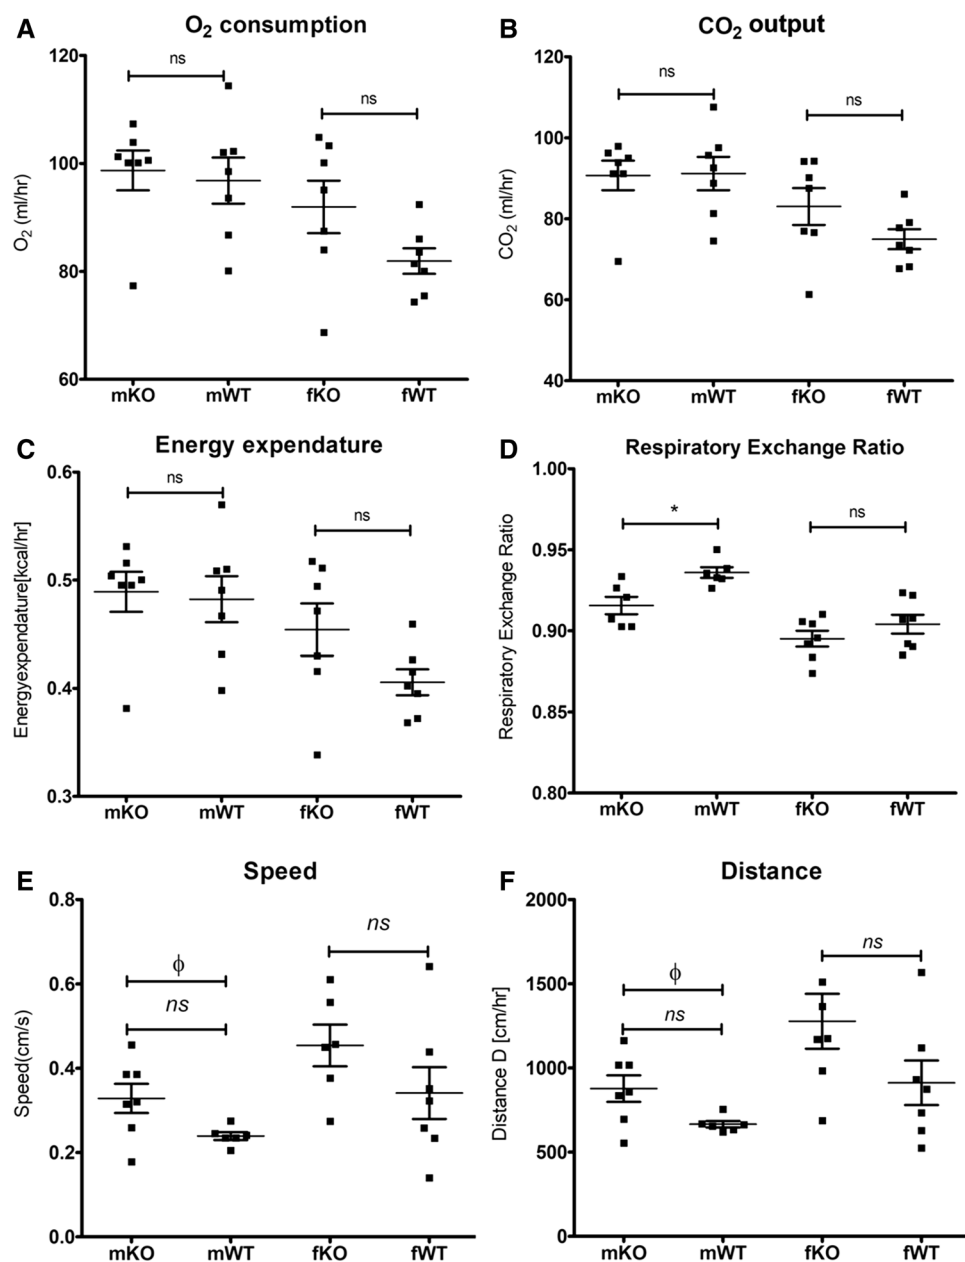 A
O2 consumption
120
100
80
60
O2 (ml/hr)
ns
ns
mKO mWT fKO fWT
B
CO2 output
120
100
80
60
40
CO2 (ml/hr)
ns
ns
mKO mWT fKO fWT
C
Energy expendature
0.6
0.5
0.4
0.3
Energyexpendature[kcal/hr]
ns
ns
mKO mWT fKO fWT
D
Respiratory Exchange Ratio
1.00
0.95
0.90
0.85
0.80
Respiratory Exchange Ratio
*
ns
mKO mWT fKO fWT
E
Speed
0.8
0.6
0.4
0.2
0.0
Speed(cm/s)
ϕ
ns
ns
mKO mWT fKO fWT
F
Distance
2000
1500
1000
500
0
Distance D [cm/hr]
ϕ
ns
ns
mKO mWT fKO fWT